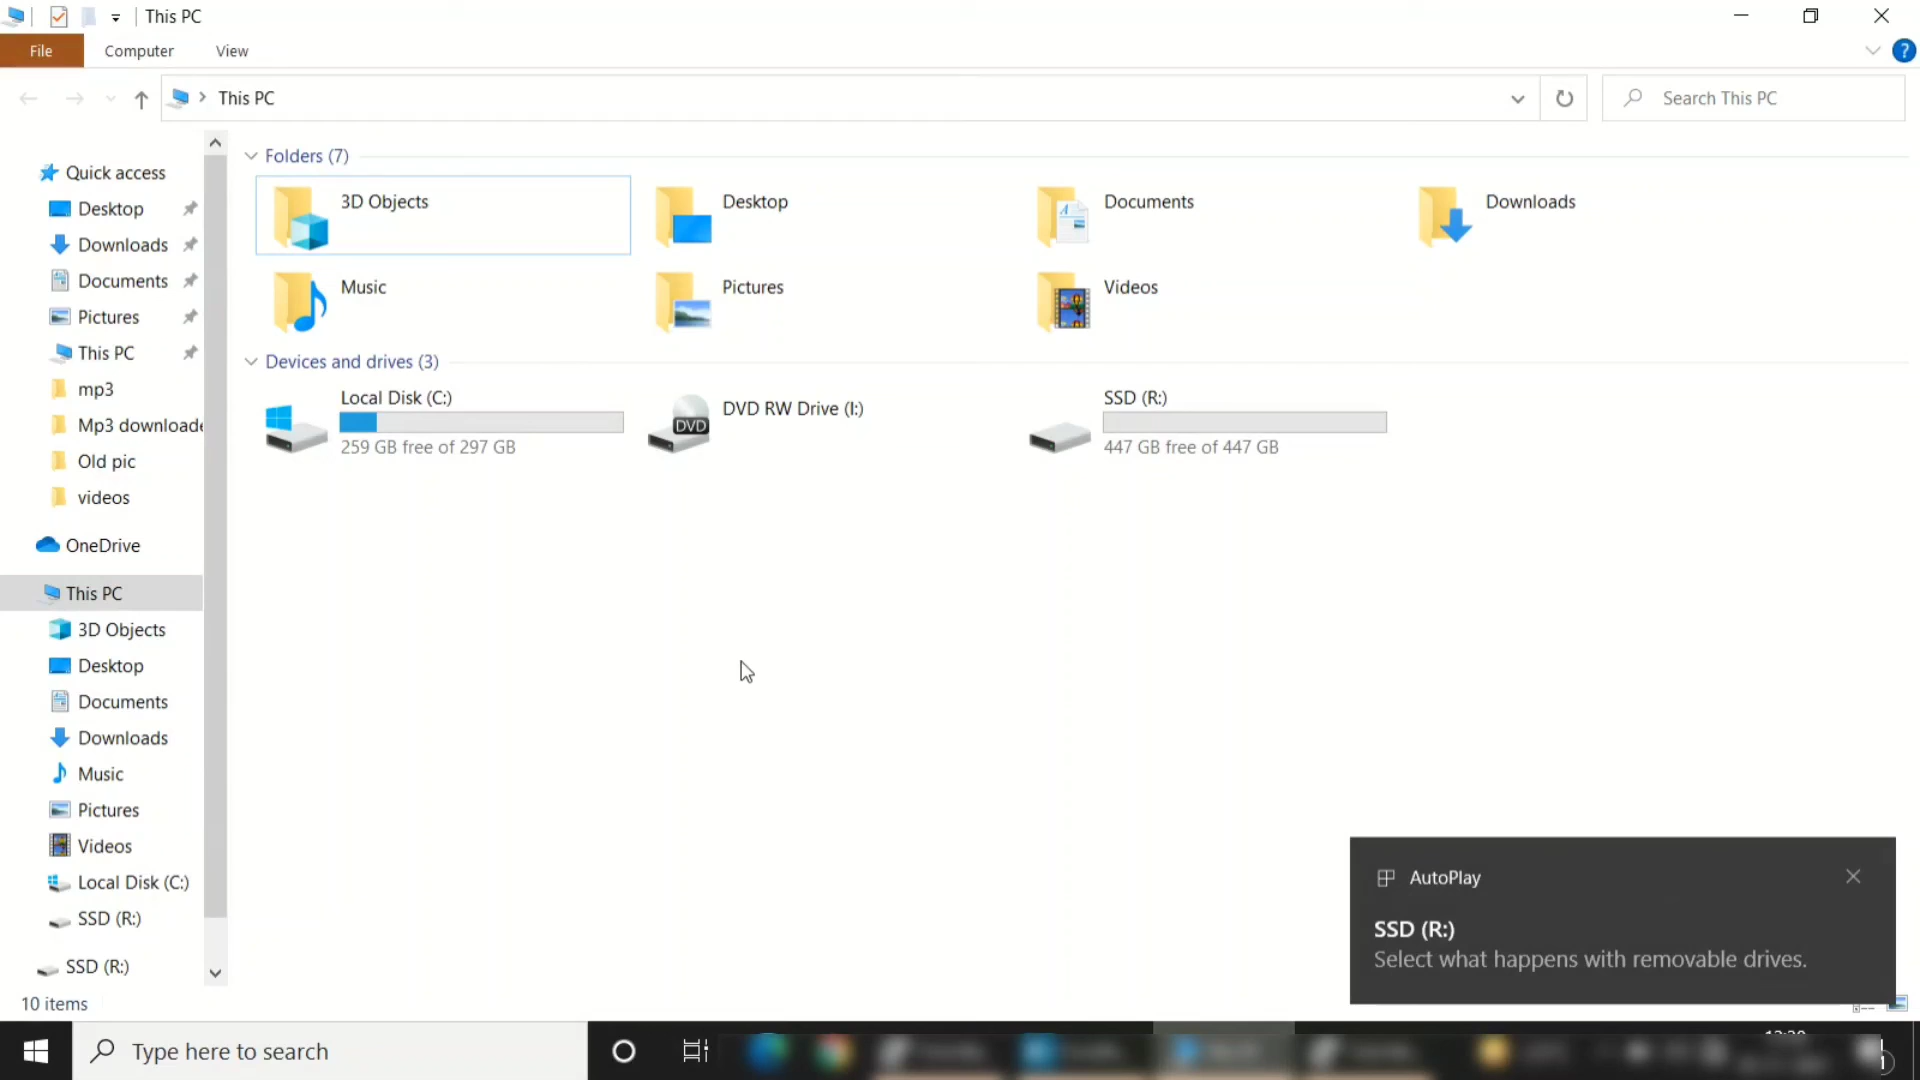 This PC
File
Computer
View
?
This PC
Search This PC
Quick access
Desktop
Downloads
Documents
Pictures
This PC
mp3
Mp3 downloade
Old pic
videos
OneDrive
This PC
3D Objects
Desktop
Documents
Downloads
Music
Pictures
Videos
Local Disk (C:)
SSD (R:)
SSD (R:)
Folders (7)
3D Objects
Desktop
Documents
Downloads
Music
Pictures
Videos
Devices and drives (3)
Local Disk (C:)
259 GB free of 297 GB
DVD
DVD RW Drive (I:)
SSD (R:)
447 GB free of 447 GB
AutoPlay
SSD (R:)
Select what happens with removable drives.
10 items
Type here to search
1